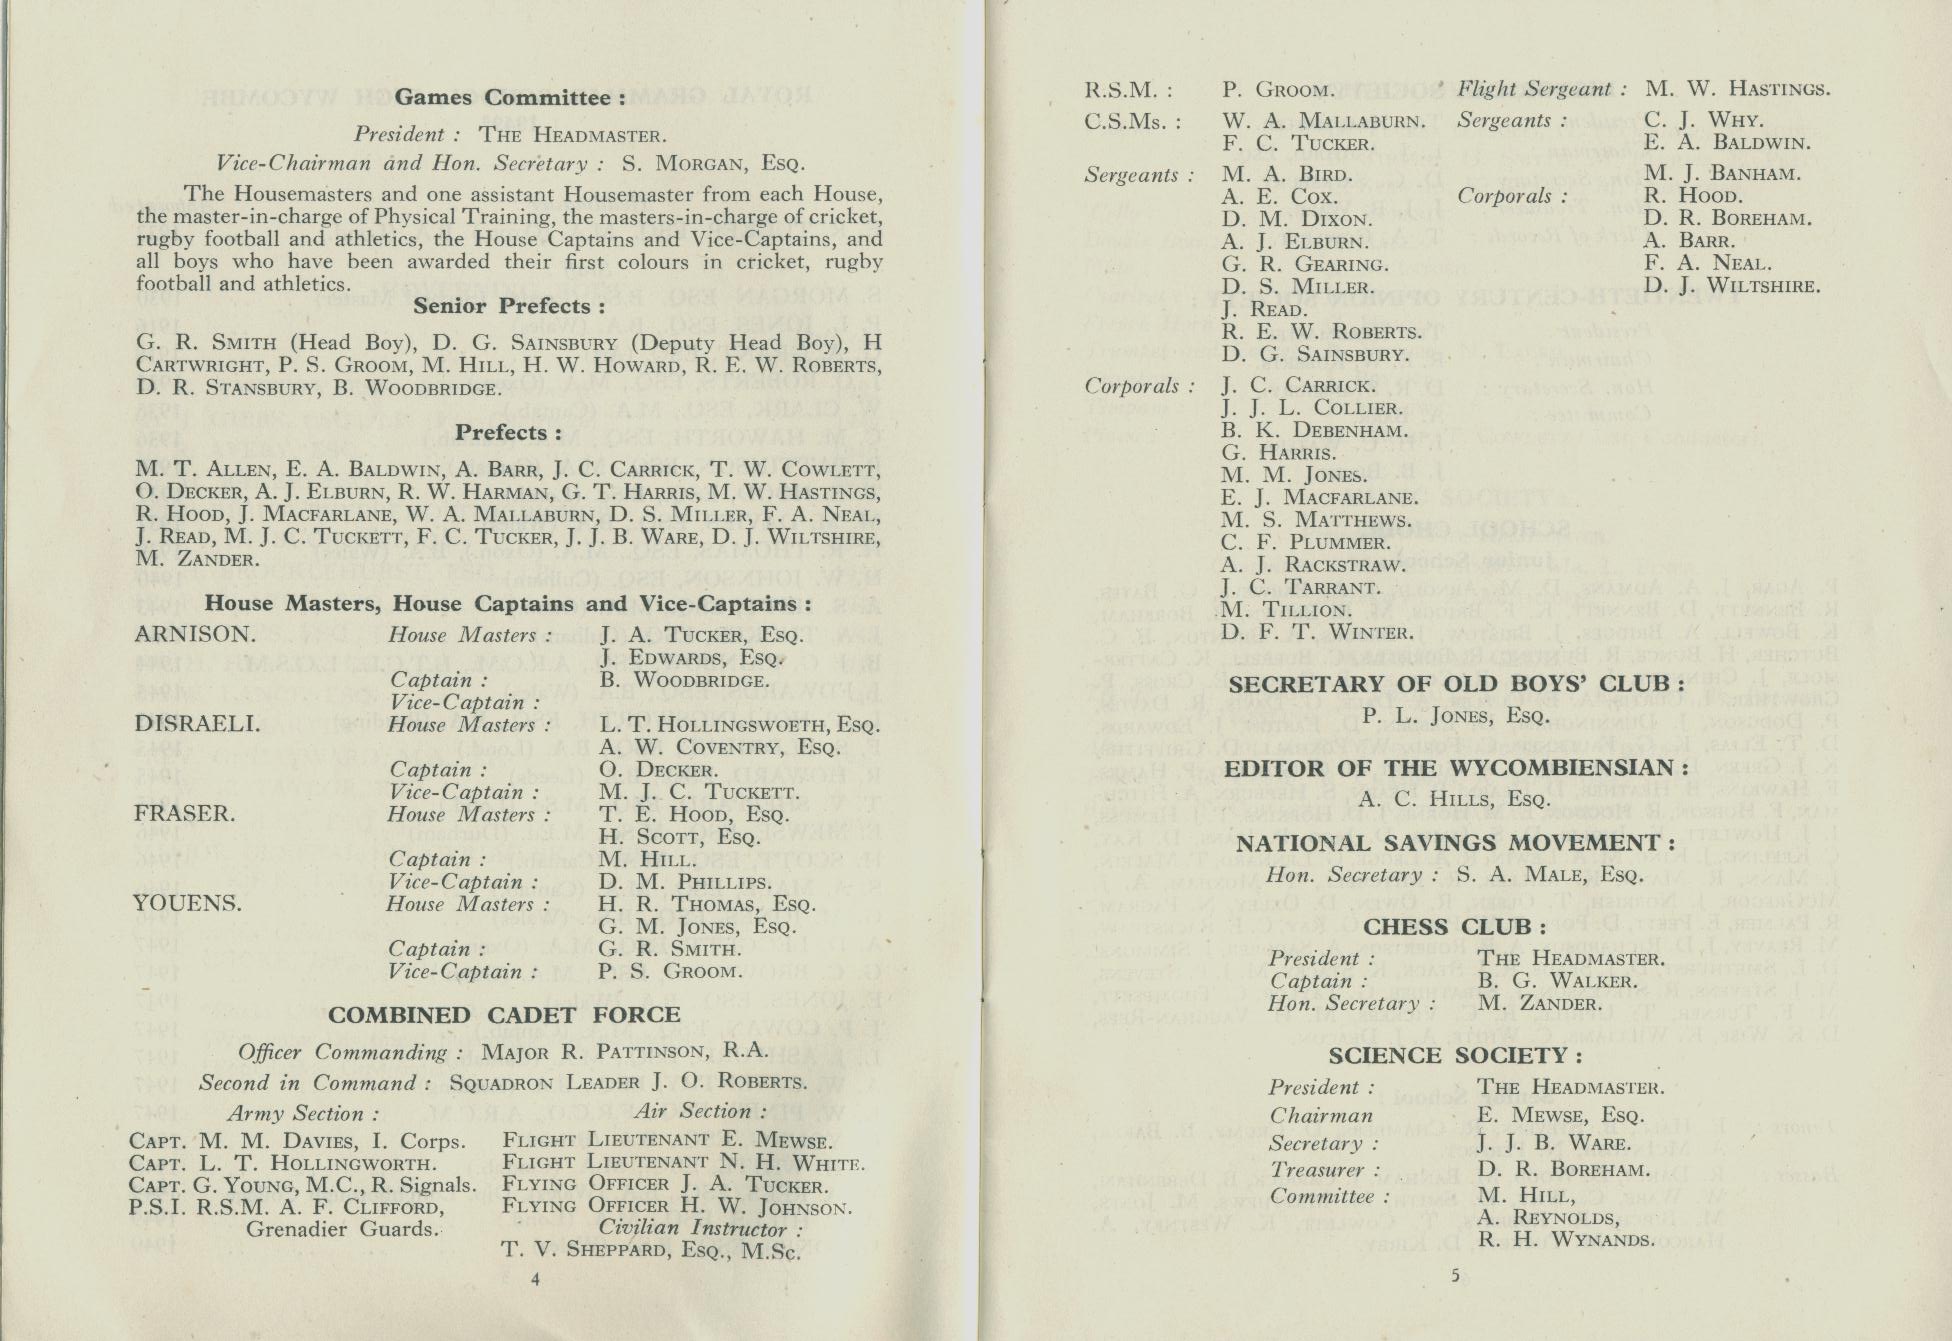 Games Committee :
President : THE HEADMASTER.
Vice-Chairman and Hon. Secretary : S. MORGAN, ESQ.
The Housemasters and one assistant Housemaster from each House,
the master-in-charge of Physical Training, the masters-in-charge of cricket,
rugby football and athletics, the House Captains and Vice-Captains, and
all boys who have been awarded their first colours in cricket, rugby
football and athletics.
Senior Prefects :
G. R. SMITH (Head Boy), D. G. SAINSBURY (Deputy Head Boy), H
CARTWRIGHT, P. S. GROOM, M. HILL, H. W. HOWARD, R. E. W. ROBERTS,
D. R. STANSBURY, B. WOODBRIDGE.
Prefects :
M. T. ALLEN, E. A. BALDWIN, A. BARR, J. C. CARRICK, T. W. COWLETT,
O. DECKER, A. J. ELBURN, R. W. HARMAN, G. T. HARRIS, M. W. HASTINGS,
R. HOOD, J. MACFARLANE, W. A. MALLABURN, D. S. MILLER, F. A. NEAL,
J. READ, M. J. C. TUCKETT, F. C. TUCKER, J. J. B. WARE, D. J. WILTSHIRE,
M. ZANDER.
House Masters, House Captains and Vice-Captains :
ARNISON. House Masters : J. A. TUCKER, ESQ.
J. EDWARDS, ESQ.
Captain : B. WOODBRIDGE.
Vice-Captain :
DISRAELI. House Masters : L. T. HOLLINGSWOETH, ESQ.
A. W. COVENTRY, ESQ.
Captain : O. DECKER.
Vice-Captain : M. J. C. TUCKETT.
FRASER. House Masters : T. E. HOOD, ESQ.
H. SCOTT, ESQ.
Captain : M. HILL.
Vice-Captain : D. M. PHILLIPS.
YOUENS. House Masters : H. R. THOMAS, ESQ.
G. M. JONES, ESQ.
Captain : G. R. SMITH.
Vice-Captain : P. S. GROOM.
COMBINED CADET FORCE
Officer Commanding : MAJOR R. PATTINSON, R.A.
Second in Command : SQUADRON LEADER J. O. ROBERTS.
Army Section :
CAPT. M. M. DAVIES, I. Corps.
CAPT. L. T. HOLLINGWORTH.
CAPT. G. YOUNG, M.C., R. Signals.
P.S.I. R.S.M. A. F. CLIFFORD,
Grenadier Guards.
Air Section :
FLIGHT LIEUTENANT E. MEWSE.
FLIGHT LIEUTENANT N. H. WHITE.
FLYING OFFICER J. A. TUCKER.
FLYING OFFICER H. W. JOHNSON.
Civilian Instructor :
T. V. SHEPPARD, ESQ., M.Sc.
4
R.S.M. : P. GROOM.
C.S.Ms. : W. A. MALLABURN.
F. C. TUCKER.
Sergeants : M. A. BIRD.
A. E. COX.
D. M. DIXON.
A. J. ELBURN.
G. R. GEARING.
D. S. MILLER.
J. READ.
R. E. W. ROBERTS.
D. G. SAINSBURY.
Corporals : J. C. CARRICK.
J. J. L. COLLIER.
B. K. DEBENHAM.
G. HARRIS.
M. M. JONES.
E. J. MACFARLANE.
M. S. MATTHEWS.
C. F. PLUMMER.
A. J. RACKSTRAW.
J. C. TARRANT.
M. TILLION.
D. F. T. WINTER.
Flight Sergeant : M. W. HASTINGS.
Sergeants : C. J. WHY.
E. A. BALDWIN.
M. J. BANHAM.
Corporals : R. HOOD.
D. R. BOREHAM.
A. BARR.
F. A. NEAL.
D. J. WILTSHIRE.
SECRETARY OF OLD BOYS' CLUB :
P. L. JONES, ESQ.
EDITOR OF THE WYCOMBIENSIAN :
A. C. HILLS, ESQ.
NATIONAL SAVINGS MOVEMENT :
Hon. Secretary : S. A. MALE, ESQ.
CHESS CLUB :
President : THE HEADMASTER.
Captain : B. G. WALKER.
Hon. Secretary : M. ZANDER.
SCIENCE SOCIETY :
President : THE HEADMASTER.
Chairman E. MEWSE, ESQ.
Secretary : J. J. B. WARE.
Treasurer : D. R. BOREHAM.
Committee : M. HILL,
A. REYNOLDS,
R. H. WYNANDS.
5